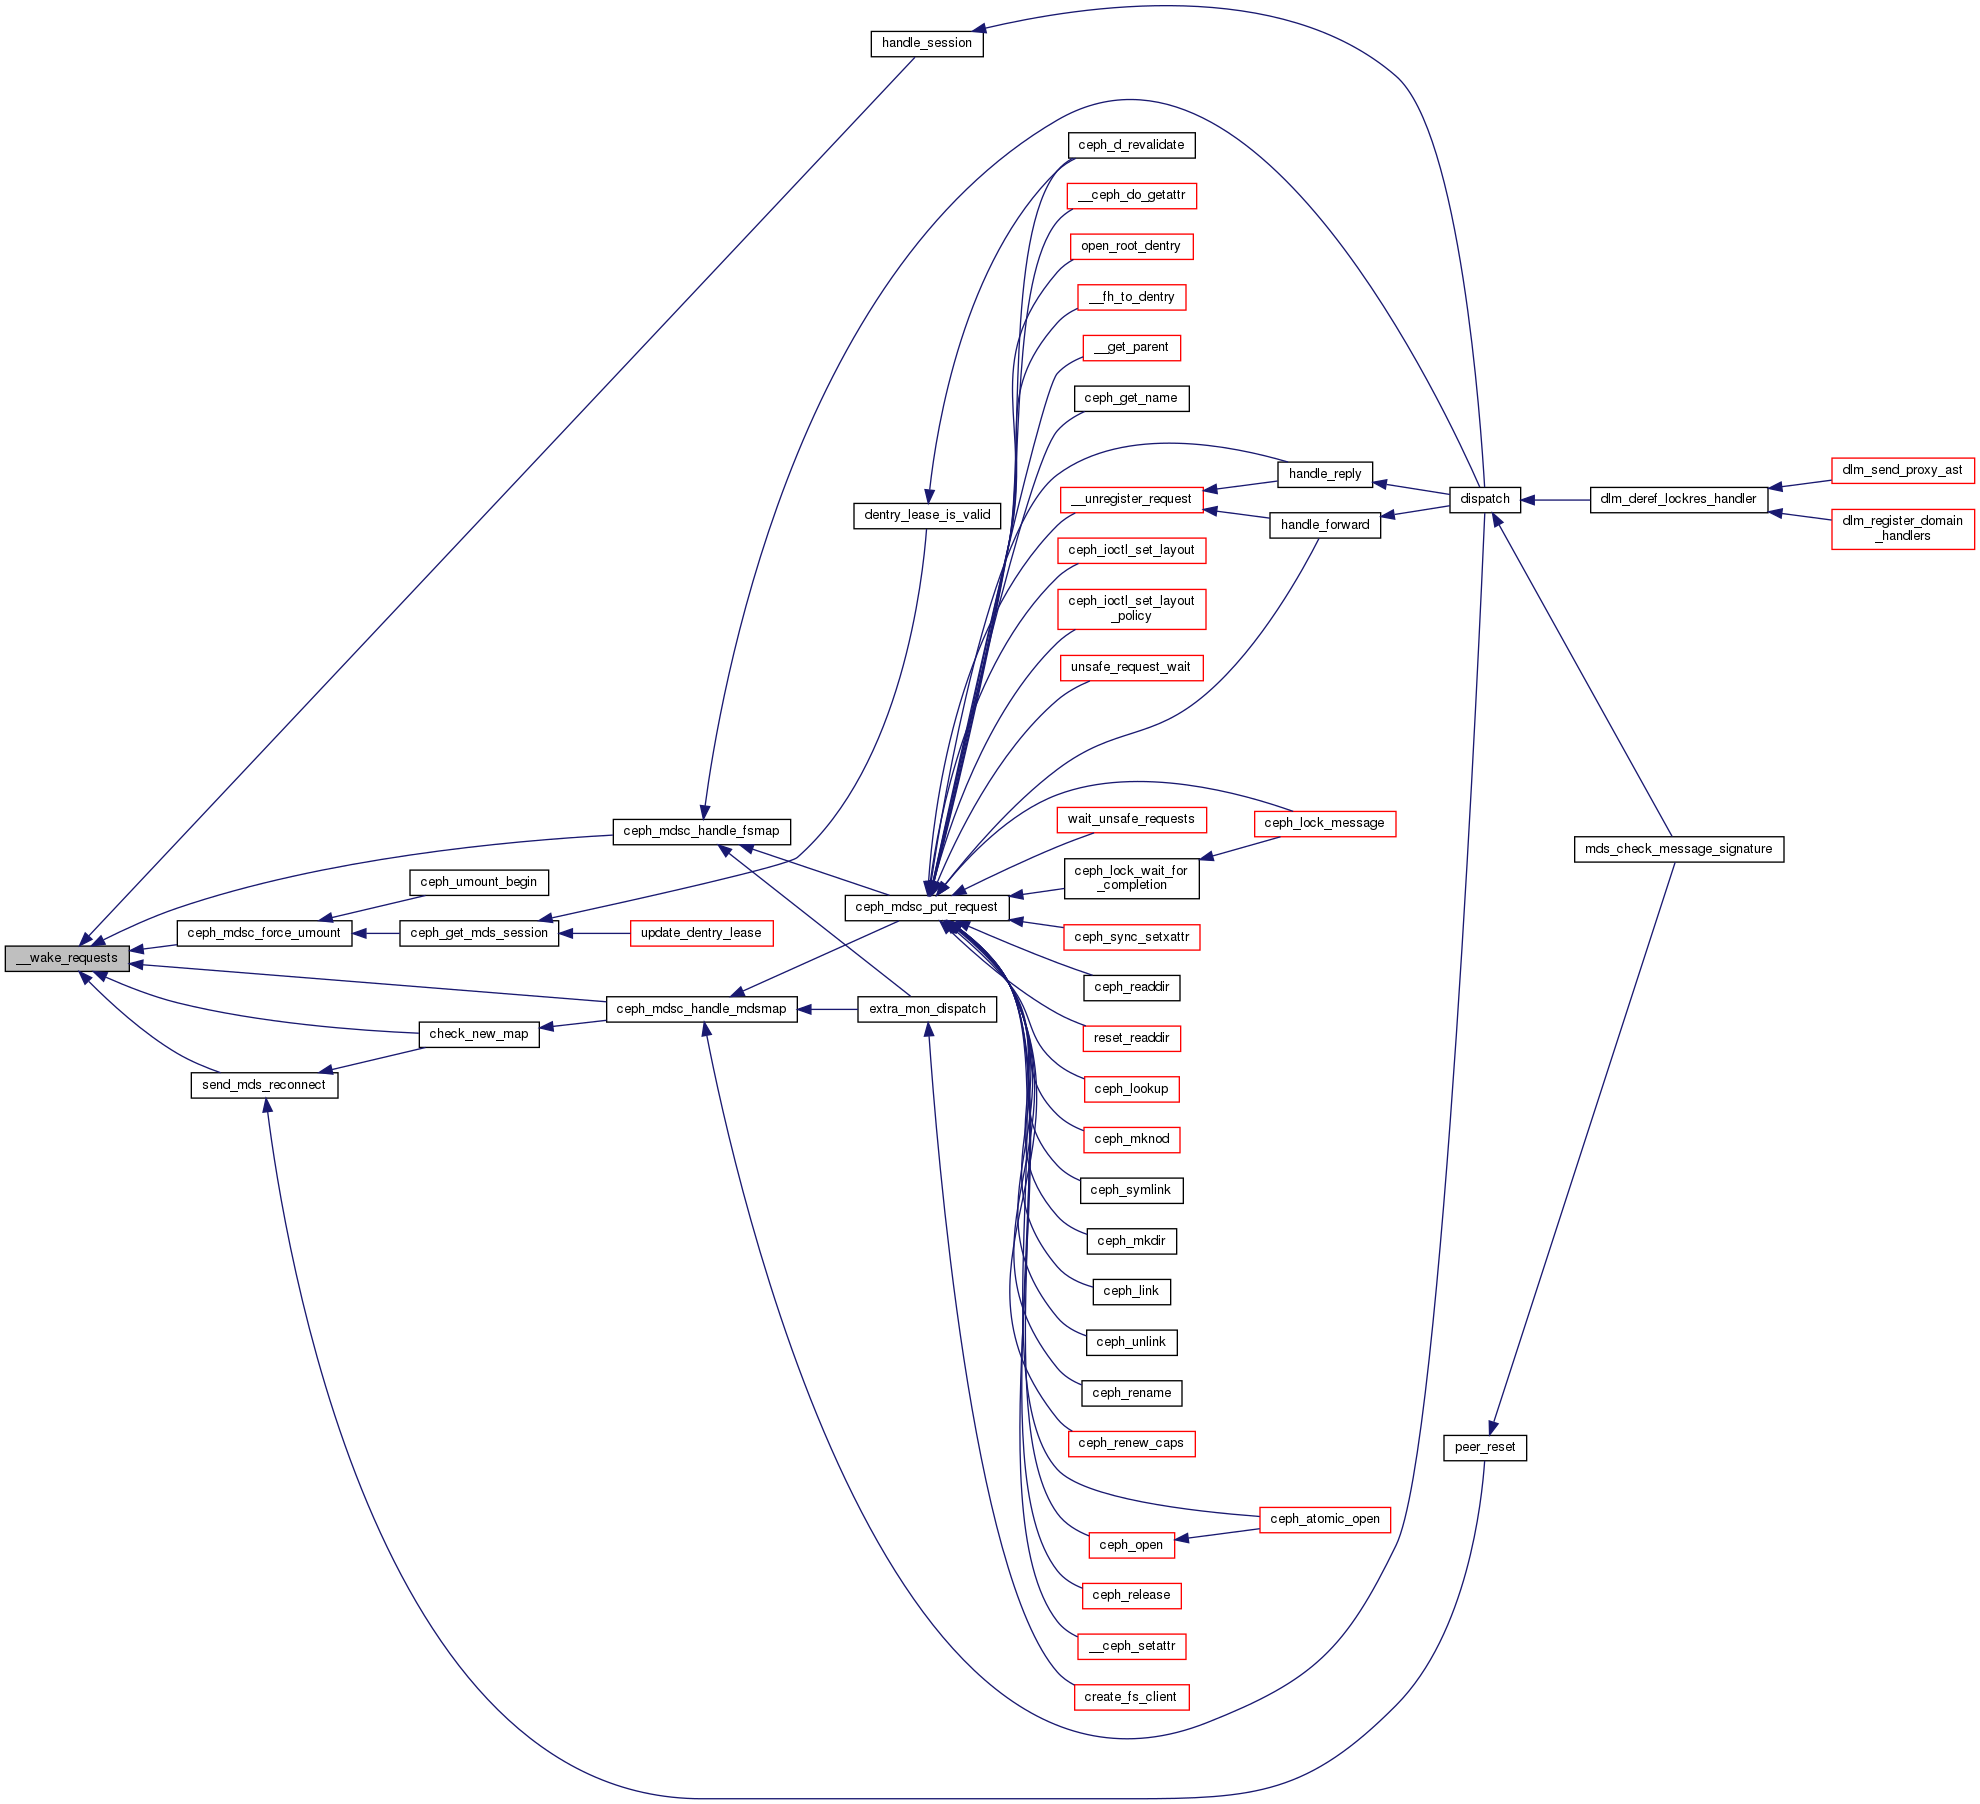 handle_session
ceph_d_revalidate
__ceph_do_getattr
open_root_dentry
__fh_to_dentry
__get_parent
ceph_get_name
handle_reply
dlm_send_proxy_ast
__unregister_request
dispatch
dlm_deref_lockres_handler
dentry_lease_is_valid
handle_forward
dlm_register_domain
_handlers
ceph_ioctl_set_layout
ceph_ioctl_set_layout
_policy
unsafe_request_wait
wait_unsafe_requests
ceph_lock_message
ceph_mdsc_handle_fsmap
mds_check_message_signature
ceph_lock_wait_for
_completion
ceph_umount_begin
ceph_mdsc_put_request
ceph_mdsc_force_umount
ceph_get_mds_session
update_dentry_lease
ceph_sync_setxattr
__wake_requests
ceph_readdir
ceph_mdsc_handle_mdsmap
extra_mon_dispatch
check_new_map
reset_readdir
send_mds_reconnect
ceph_lookup
ceph_mknod
ceph_symlink
ceph_mkdir
ceph_link
ceph_unlink
ceph_rename
ceph_renew_caps
peer_reset
ceph_atomic_open
ceph_open
ceph_release
__ceph_setattr
create_fs_client